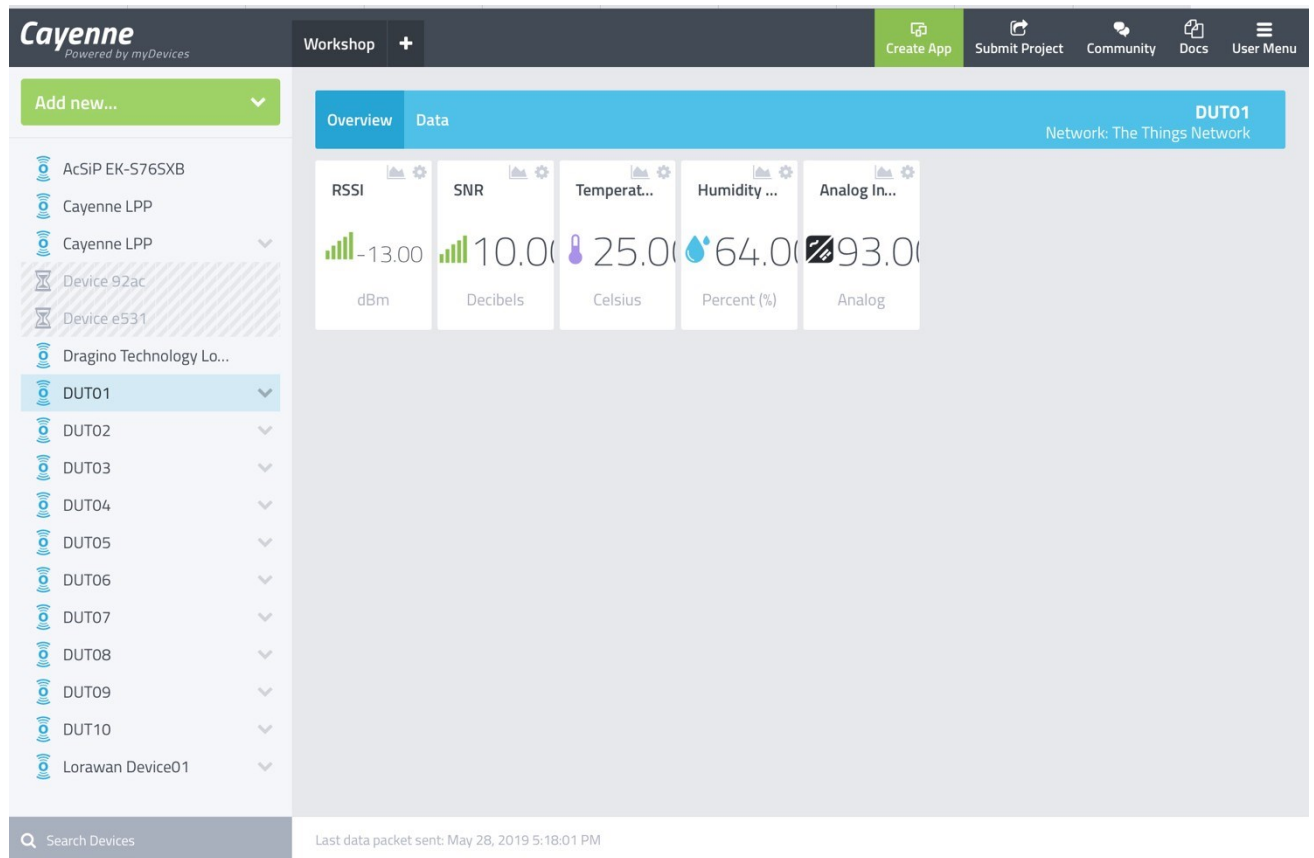 Cayenne
Powered by myDevices
Workshop +
Create App
Submit Project
Community
Docs
User Menu
Add new...
AcSiP EK-S76SXB
Cayenne LPP
Cayenne LPP
Device 92ac
Device e531
Dragino Technology Lo...
DUT01
DUT02
DUT03
DUT04
DUT05
DUT06
DUT07
DUT08
DUT09
DUT10
Lorawan Device01
Search Devices
Overview Data
DUT01
Network: The Things Network
RSSI
-13.00
dBm
SNR
10.0(
Decibels
Temperat...
25.0(
Celsius
Humidity ...
64.0(
Percent (%)
Analog In...
93.0(
Analog
Last data packet sent: May 28, 2019 5:18:01 PM